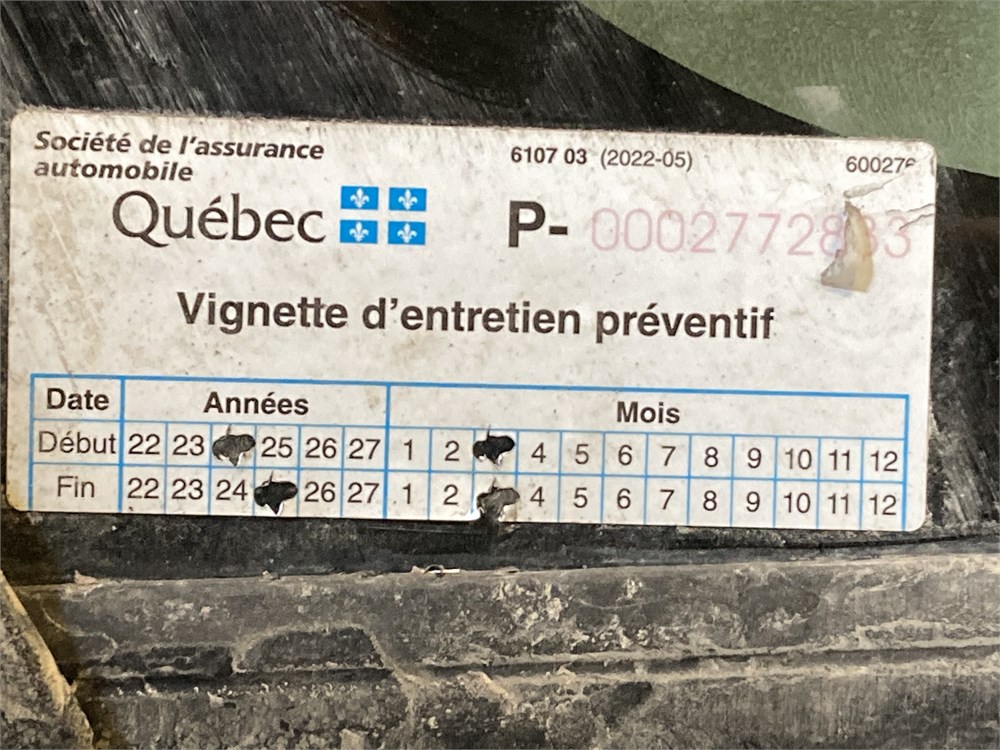 Société de l'assurance
automobile
Québec
6107 03 (2022-05)
P-
Vignette d'entretien préventif
Date Années Mois
Début 22 23 25 26 27 1 2 4 5 6 7 8 9 10 11 12
Fin 22 23 24 26 27 1 2 4 5 6 7 8 9 10 11 12